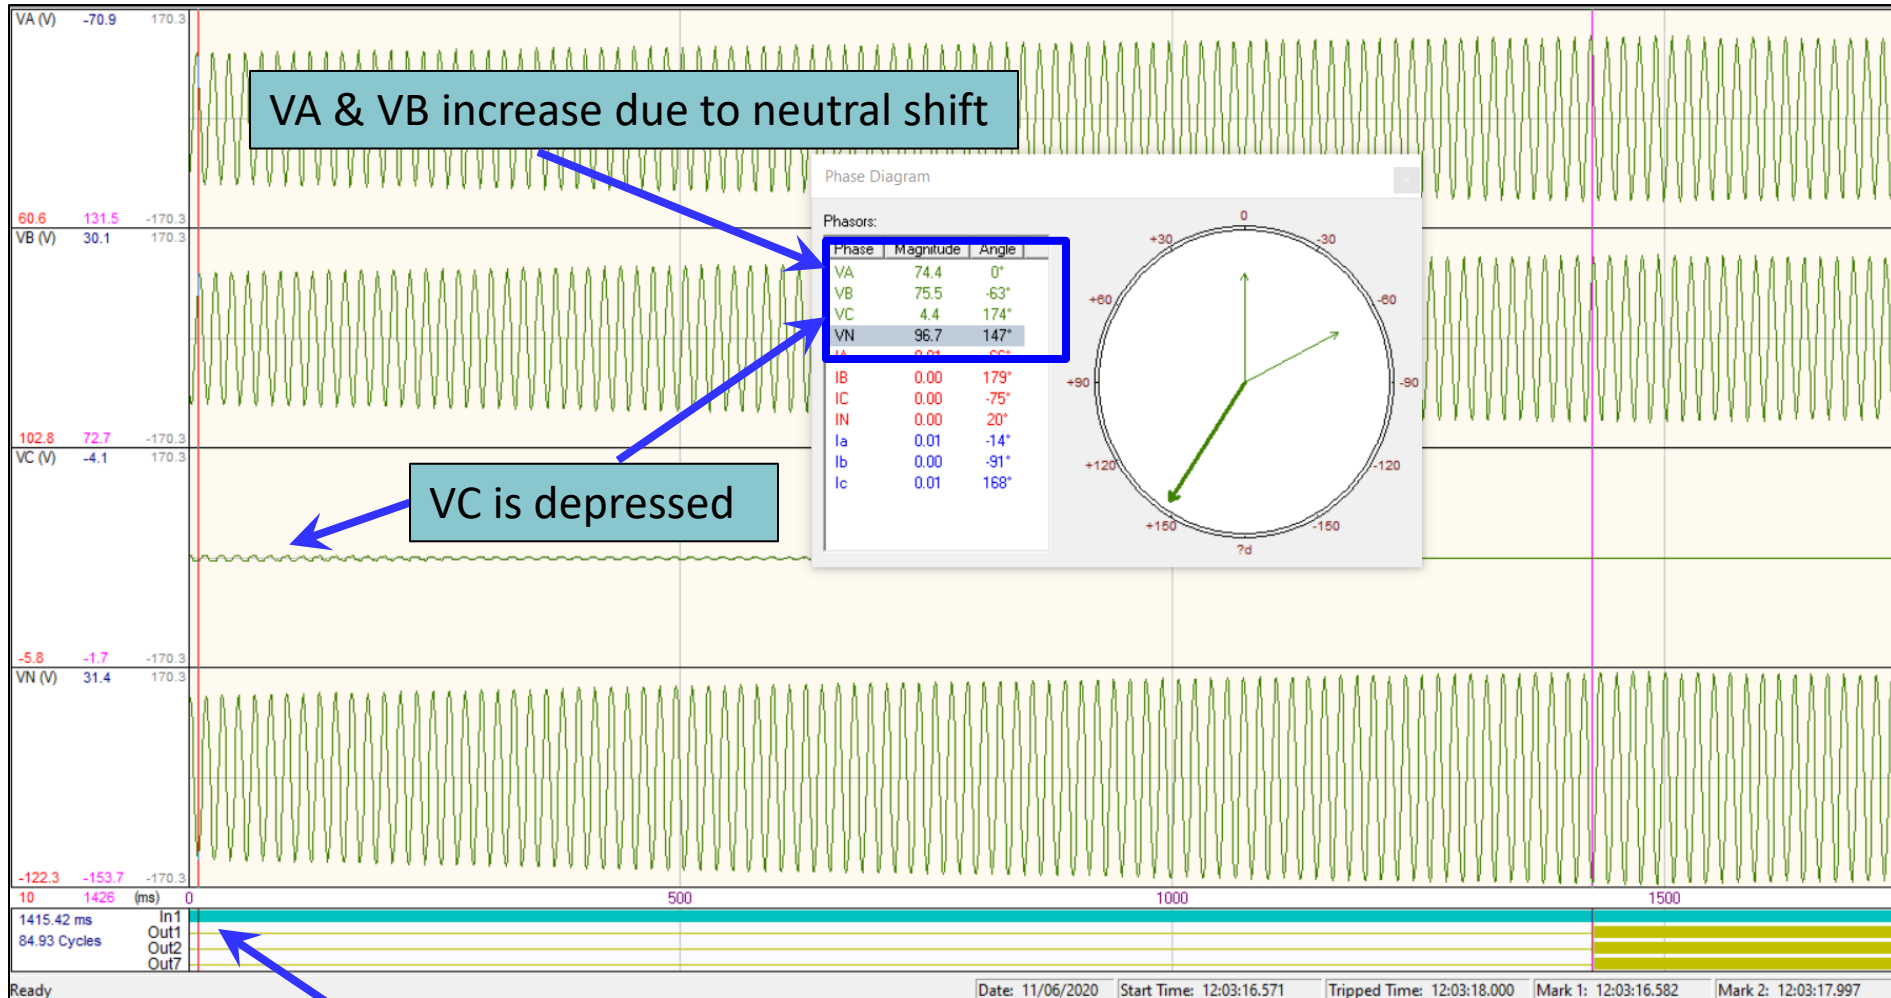 VA (V) -70.9 170.3
VA & VB increase due to neutral shift
Phase Diagram
Phasors:
Phase Magnitude Angle
VA 74.4 0°
VB 75.5 -63°
VC 4.4 174°
VN 96.7 147°
IA 0.01 -66°
IB 0.00 179°
IC 0.00 -75°
IN 0.00 20°
Ia 0.01 -14°
Ib 0.00 -91°
Ic 0.01 168°
0
+30 -30
+60 -60
+90 -90
+120 -120
+150 -150
?d
60.6 131.5 -170.3
VB (V) 30.1 170.3
102.8 72.7 -170.3
VC (V) -4.1 170.3
VC is depressed
-5.8 -1.7 -170.3
VN (V) 31.4 170.3
-122.3 -153.7 -170.3
10 1426 (ms) 0 500 1000 1500
1415.42 ms
84.93 Cycles
In1
Out1
Out2
Out7
Ready Date: 11/06/2020 Start Time: 12:03:16.571 Tripped Time: 12:03:18.000 Mark 1: 12:03:16.582 Mark 2: 12:03:17.997